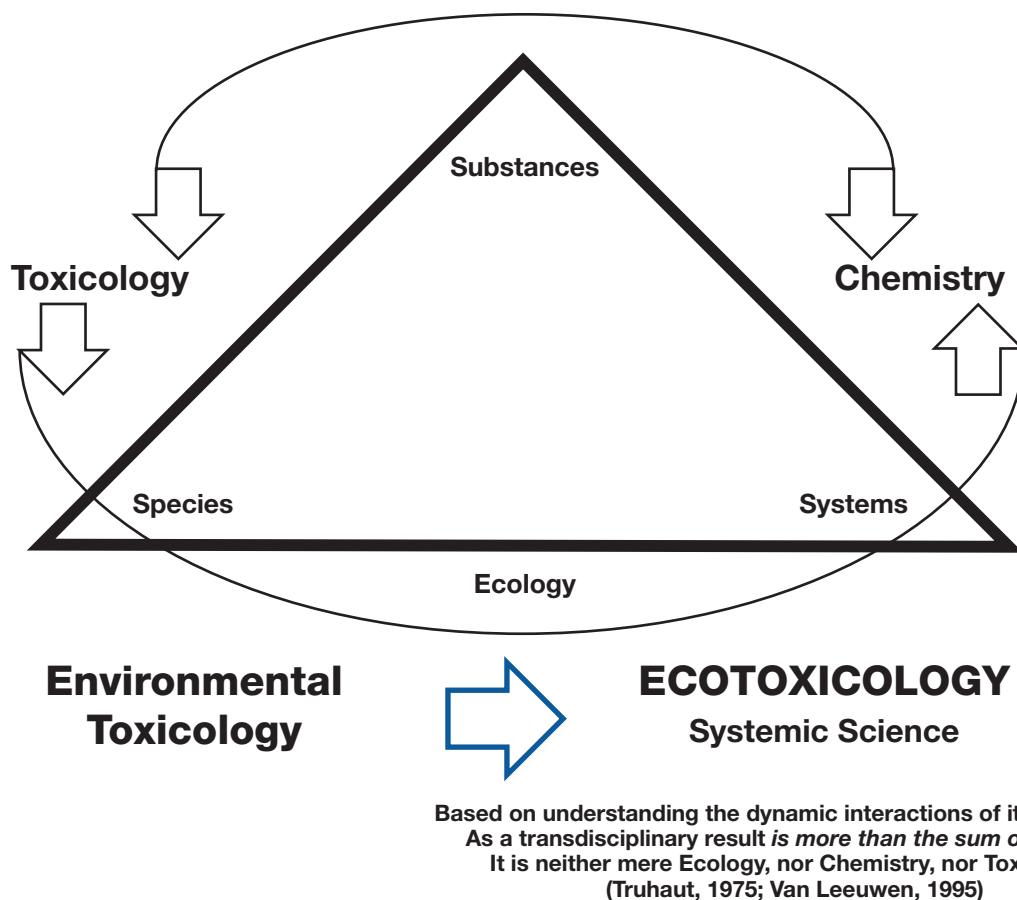 Substances
Toxicology
Chemistry
Species
Systems
Ecology
Environmental
Toxicology
ECOTOXICOLOGY
Systemic Science
Based on understanding the dynamic interactions of
As a transdisciplinary result is more than the sum
It is neither mere Ecology, nor Chemistry, nor
(Truhaut, 1975; Van Leeuwen, 1995)